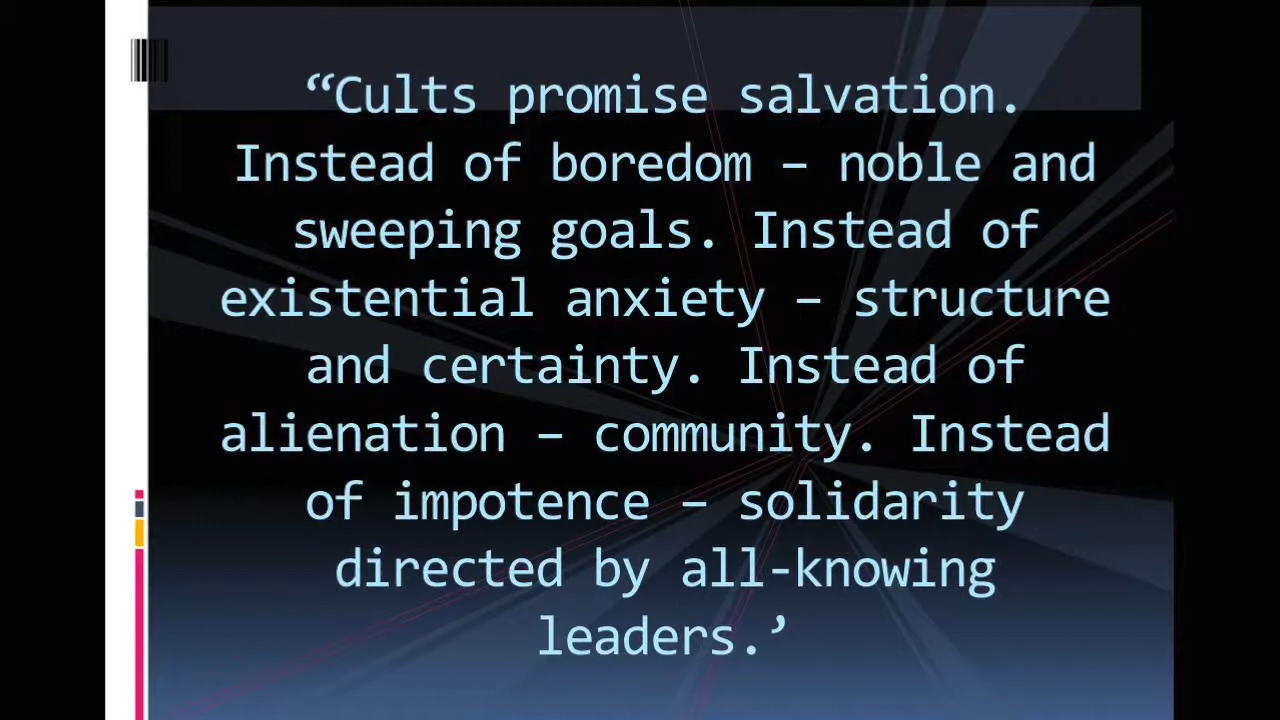 “Cults promise salvation.
Instead of boredom – noble and
sweeping goals. Instead of
existential anxiety – structure
and certainty. Instead of
alienation – community. Instead
of impotence – solidarity
directed by all-knowing
leaders.’